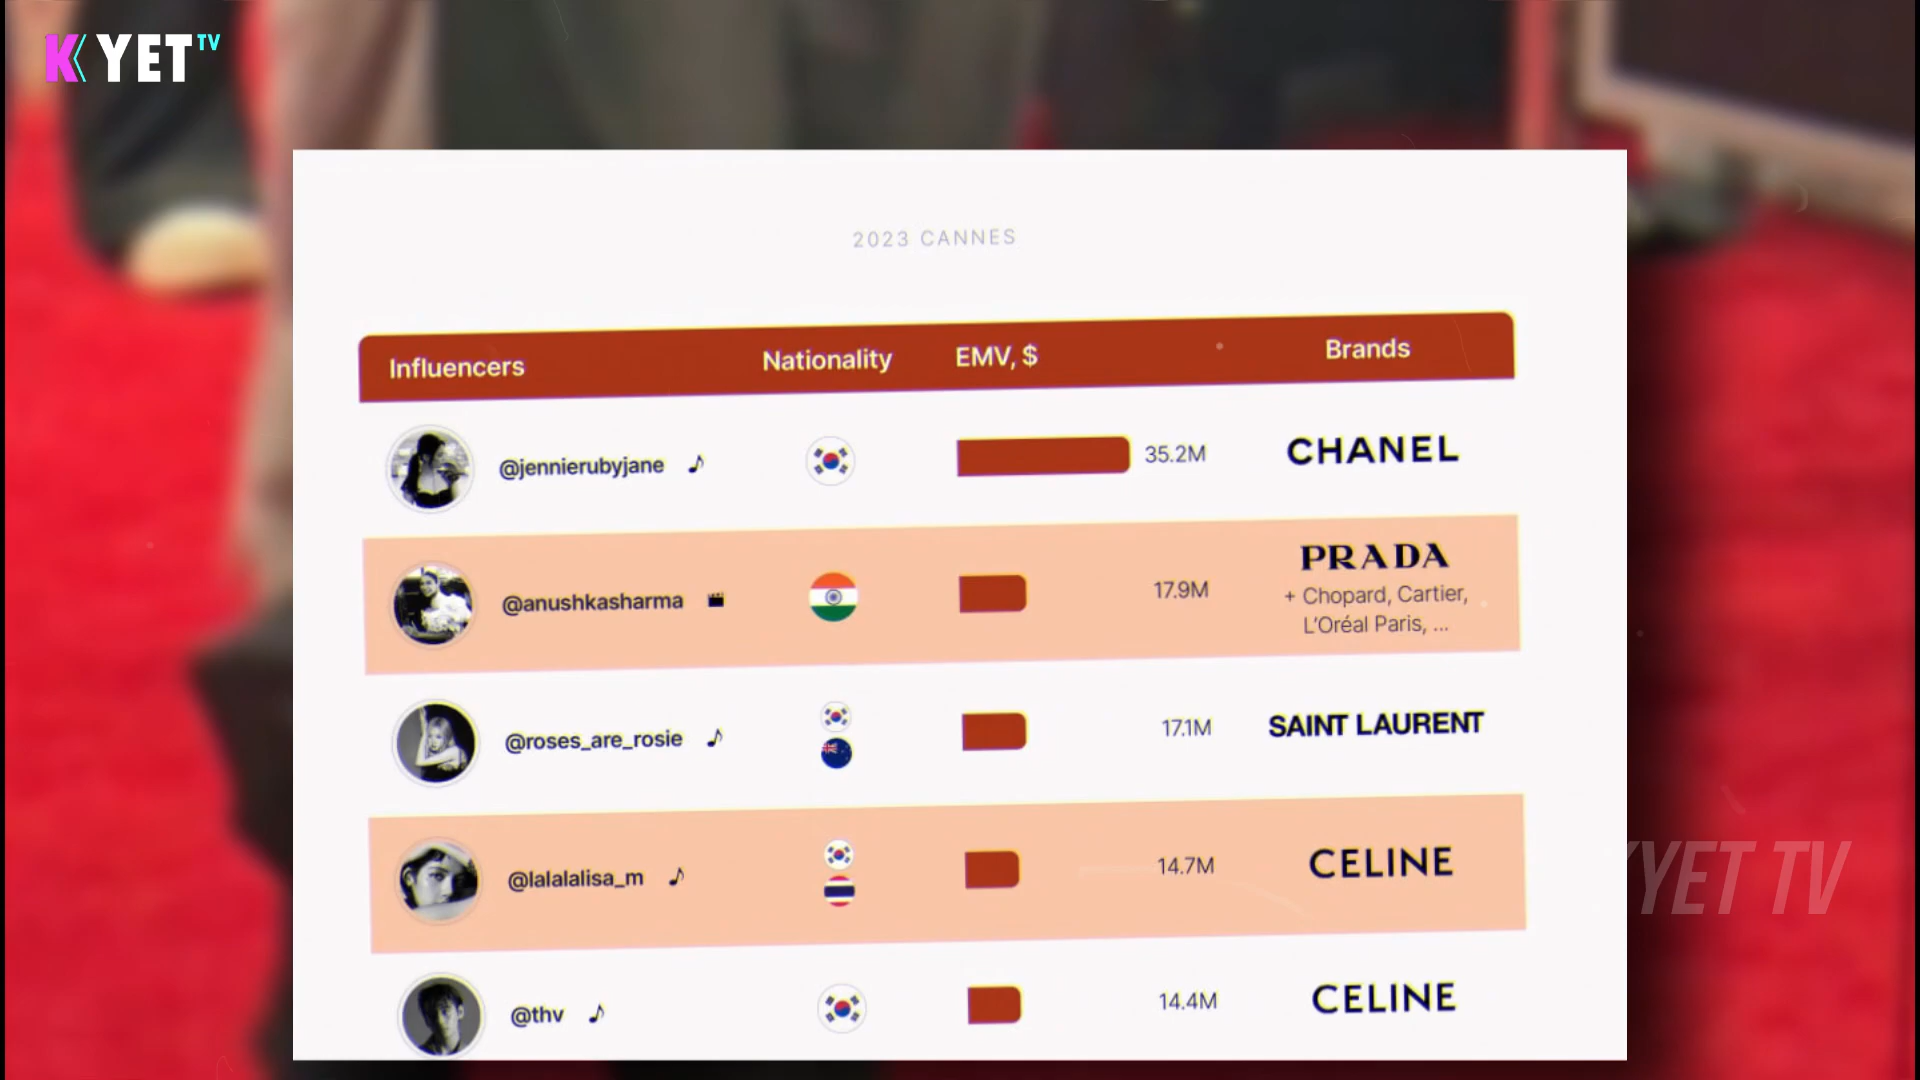 K YET TV
2023 CANNES
Influencers Nationality EMV, $ Brands
@jennierubyjane 35.2M CHANEL
@anushkasharma 17.9M PRADA
+ Chopard, Cartier,
L'Oréal Paris, ...
@roses_are_rosie 17.1M SAINT LAURENT
@lalalalisa_m 14.7M CELINE
KYET TV
@thv 14.4M CELINE